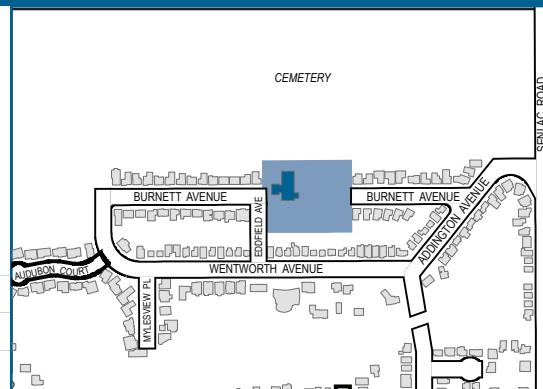 CEMETERY
SENLAC ROAD
BURNETT AVENUE
BURNETT AVENUE
EDDFIELD AVE
ADDINGTON AVENUE
WENTWORTH AVENUE
AUDUBON COURT
MYLESVIEW PL